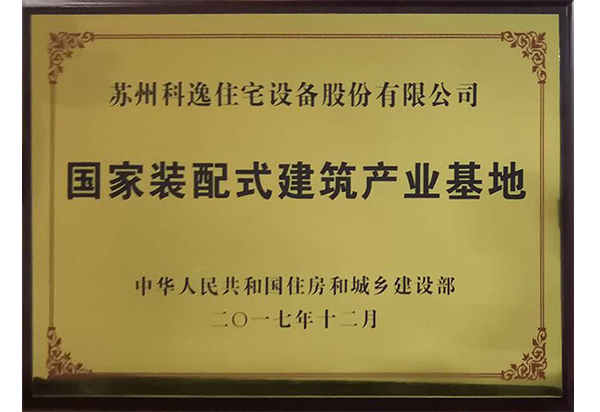 苏州科逸住宅设备股份有限公司
国家装配式建筑产业基地
中华人民共和国住房和城乡建设部
二〇一七年十二月